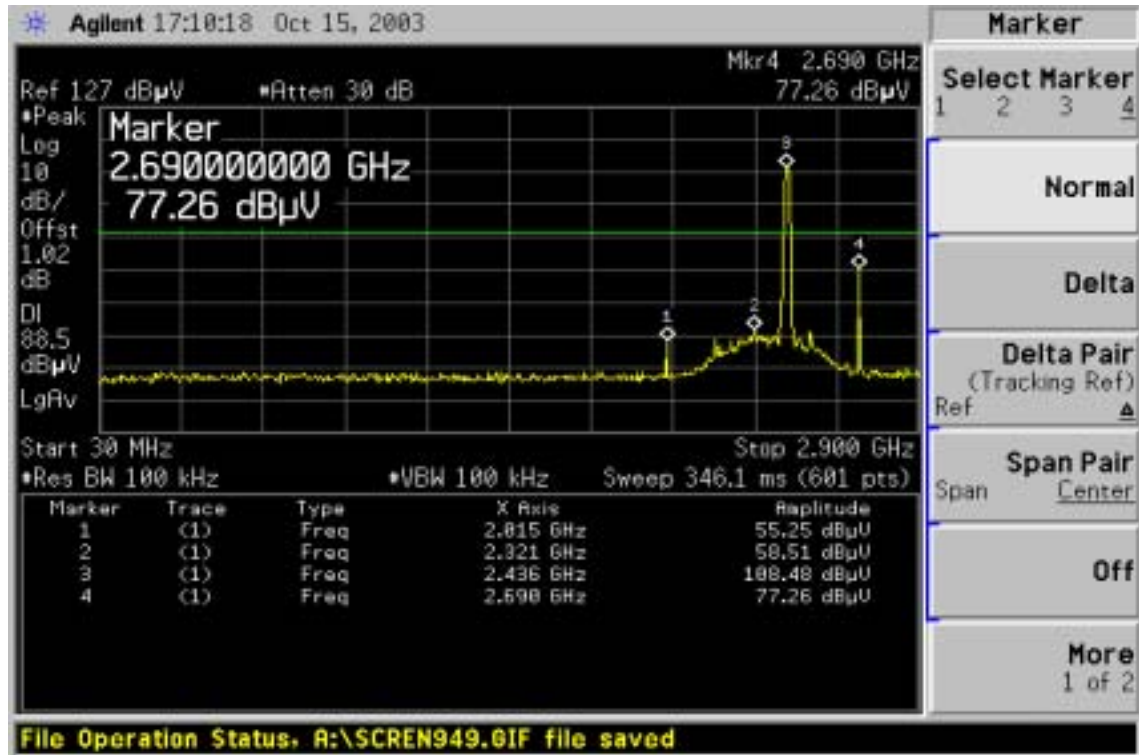 Agilent 17:10:18 Oct 15, 2003
Mkr4 2.690 GHz
Ref 127 dBµV #Atten 30 dB 77.26 dBµV
#Peak
Log
10
dB/
Offst
1.02
dB
DI
88.5
dBµV
LgAv
Marker
2.690000000 GHz
77.26 dBµV
1
2
3
4
Start 30 MHz Stop 2.900 GHz
#Res BW 100 kHz #VBW 100 kHz Sweep 346.1 ms (601 pts)
Marker Trace Type X Axis Amplitude
1 (1) Freq 2.015 GHz 55.25 dBµV
2 (1) Freq 2.321 GHz 58.51 dBµV
3 (1) Freq 2.436 GHz 108.48 dBµV
4 (1) Freq 2.690 GHz 77.26 dBµV
File Operation Status, A:\SCREN949.GIF file saved
Marker
Select Marker
1 2 3 4
Normal
Delta
Delta Pair
(Tracking Ref)
Ref Δ
Span Pair
Span Center
Off
More
1 of 2